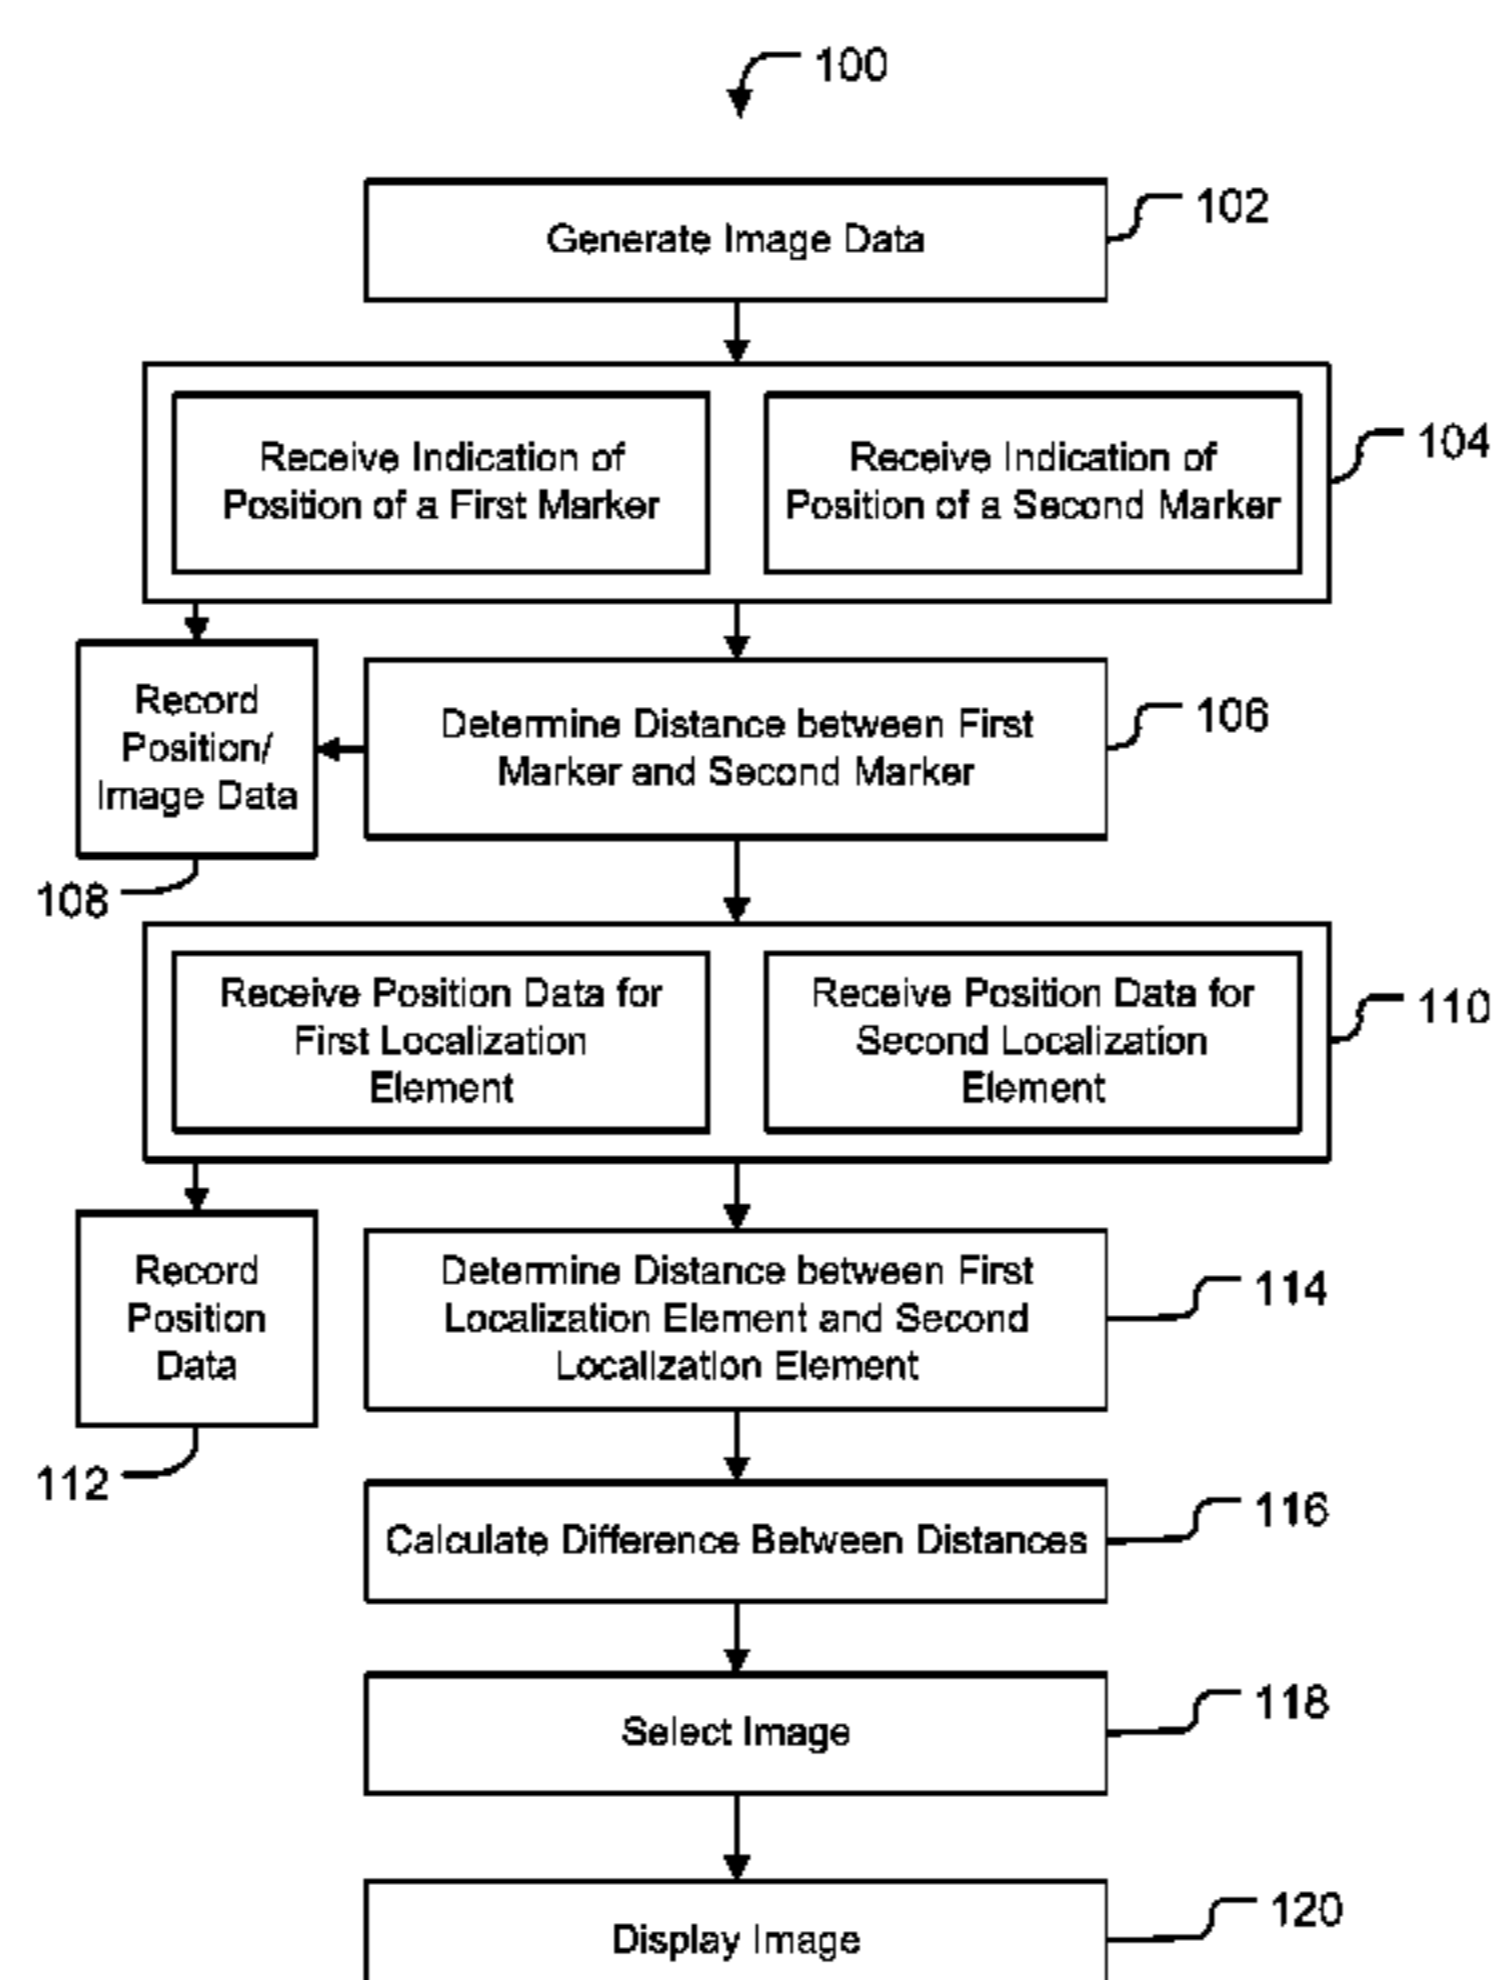 100
Generate Image Data
102
Receive Indication of
Position of a First Marker
Receive Indication of
Position of a Second Marker
104
Record
Position/
Image Data
108
Determine Distance between First
Marker and Second Marker
106
Receive Position Data for
First Localization
Element
Receive Position Data for
Second Localization
Element
110
Record
Position
Data
112
Determine Distance between First
Localization Element and Second
Localization Element
114
Calculate Difference Between Distances
116
Select Image
118
Display Image
120